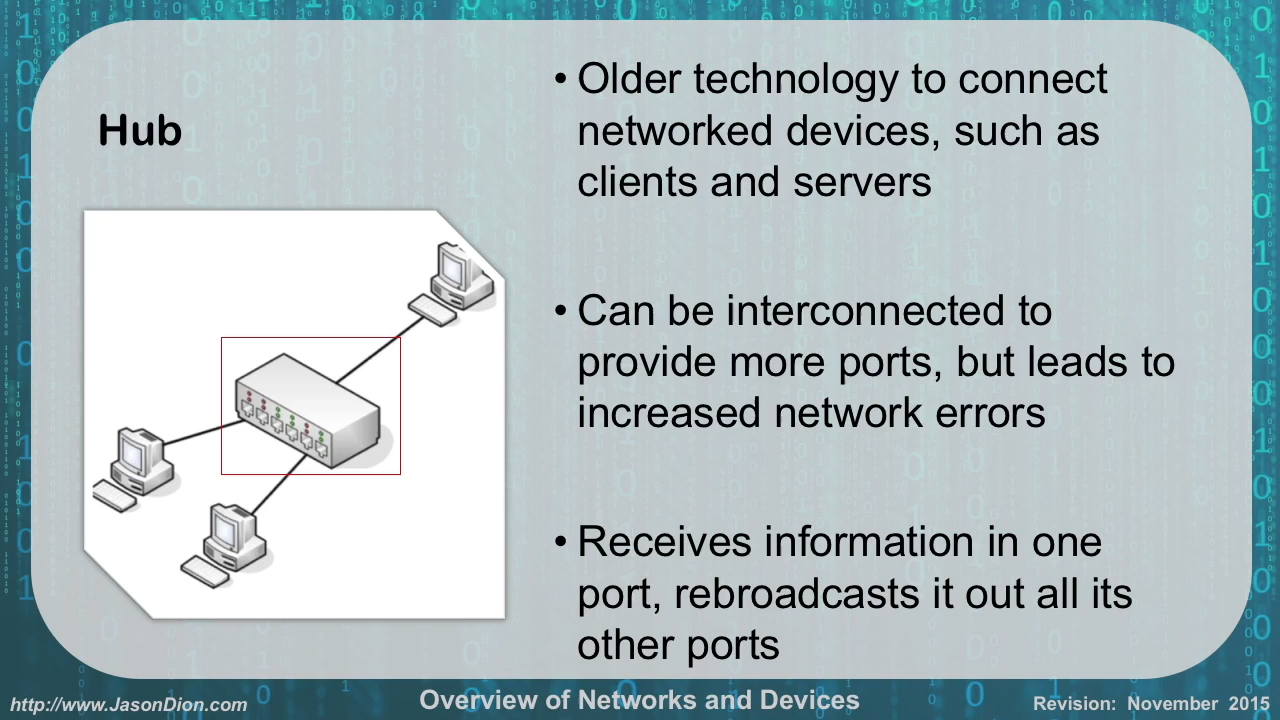 Hub
• Older technology to connect
networked devices, such as
clients and servers
• Can be interconnected to
provide more ports, but leads to
increased network errors
• Receives information in one
port, rebroadcasts it out all its
other ports
http://www.JasonDion.com
Overview of Networks and Devices
Revision: November 2015